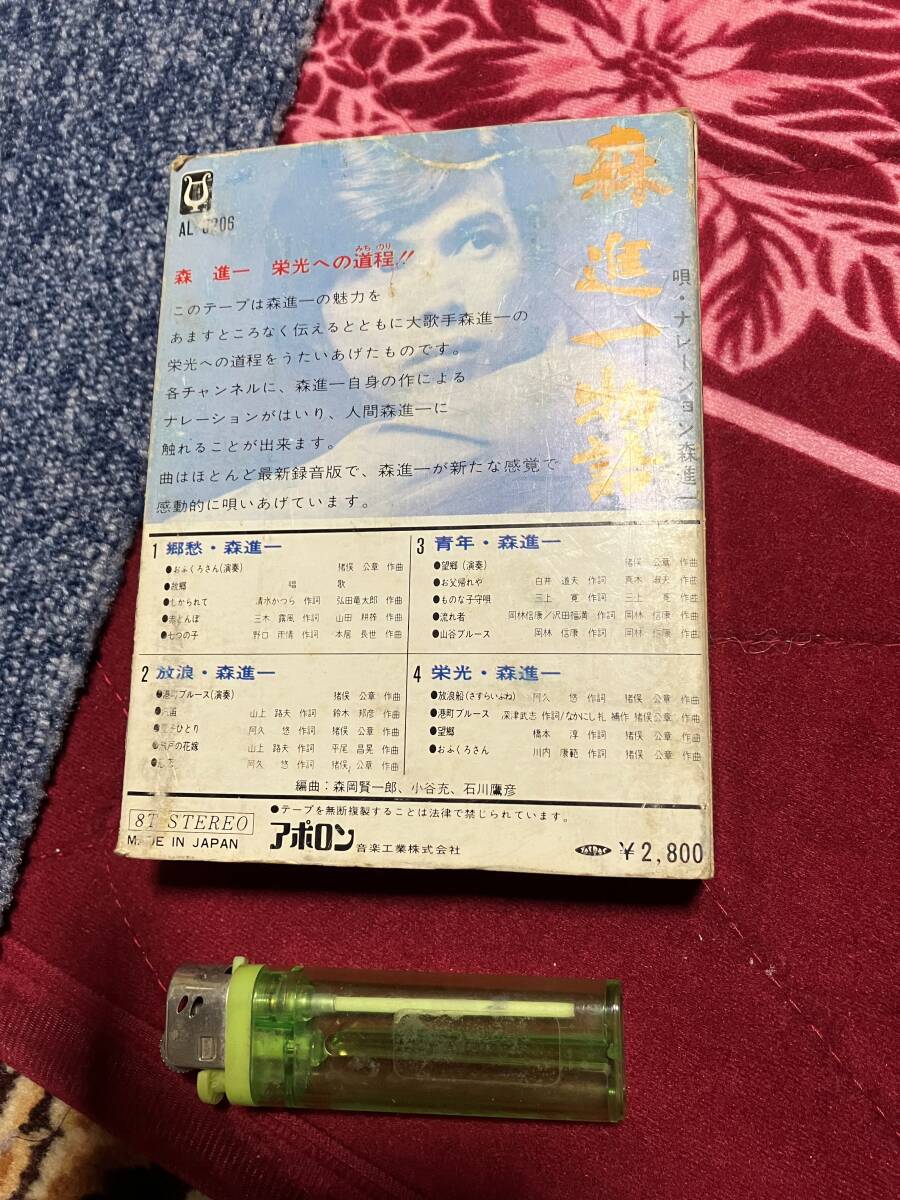 森進一物語
唄・ナレーション森進一
AL
森 進一 栄光への道程!!
みち のり
このテープは森進一の魅力を
あますところなく伝えるとともに大歌手森進一の
栄光への道程をうたいあげたものです。
各チャンネルに、森進一自身の作による
ナレーションがはいり、人間森進一に
触れることが出来ます。
曲はほとんど最新録音版で、森進一が新たな感覚で
感動的に唄いあげています。
1 郷愁・森進一
●おふくろさん(演奏) 猪俣 公章 作曲
●故郷 唱 歌
●しかられて 清水かつら 作詞 弘田竜太郎 作曲
●赤とんぼ 三木 露風 作詞 山田 耕筰 作曲
●七つの子 野口 雨情 作詞 本居 長世 作曲
2 放浪・森進一
●港町ブルース(演奏) 猪俣 公章 作曲
笛 山上 路夫 作詞 鈴木 邦彦 作曲
ひとり 阿久 悠 作詞 猪俣 公章 作曲
瀬戸の花嫁 山上 路夫 作詞 平尾 昌晃 作曲
阿久 悠 作詞 猪俣 公章 作曲
3 青年・森進一
●望郷(演奏) 猪俣 公章 作曲
●お父帰れや 白井 道夫 作詞 真木 淑夫 作曲
●ものな子守唄 三上 寛 作詞 三上 寛 作曲
●流れ者 岡林信康/沢田福満 作詞 岡林 信康 作曲
●山谷ブルース 岡林 信康 作詞 岡林 信康 作曲
4 栄光・森進一
●放浪船(さすらいぶね) 阿久 悠 作詞 猪俣 公章 作曲
●港町ブルース 深津武志 作詞/なかにし礼 補作 猪俣公章 作曲
●望郷 橋本 淳 作詞 猪俣 公章 作曲
●おふくろさん 川内 康範 作詞 猪俣 公章 作曲
編曲:森岡賢一郎、小谷充、石川鷹彦
8T STEREO
MADE IN JAPAN
●テープを無断複製することは法律で禁じられています。
アポロン 音楽工業株式会社
¥2,800